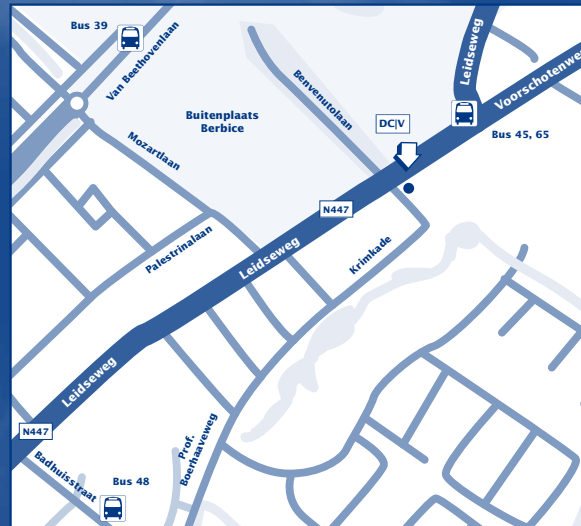 Bus 39
Van Beethovenlaan
Leidseweg
Voorschotenwe
Benvenutolaan
Buitenplaats
Berbice
DC|V
Bus 45, 65
Mozartlaan
N447
Palestrinalaan
Leidseweg
Krimkade
Leidseweg
N447
Prof.
Boerhaaveweg
Badhuisstraat
Bus 48